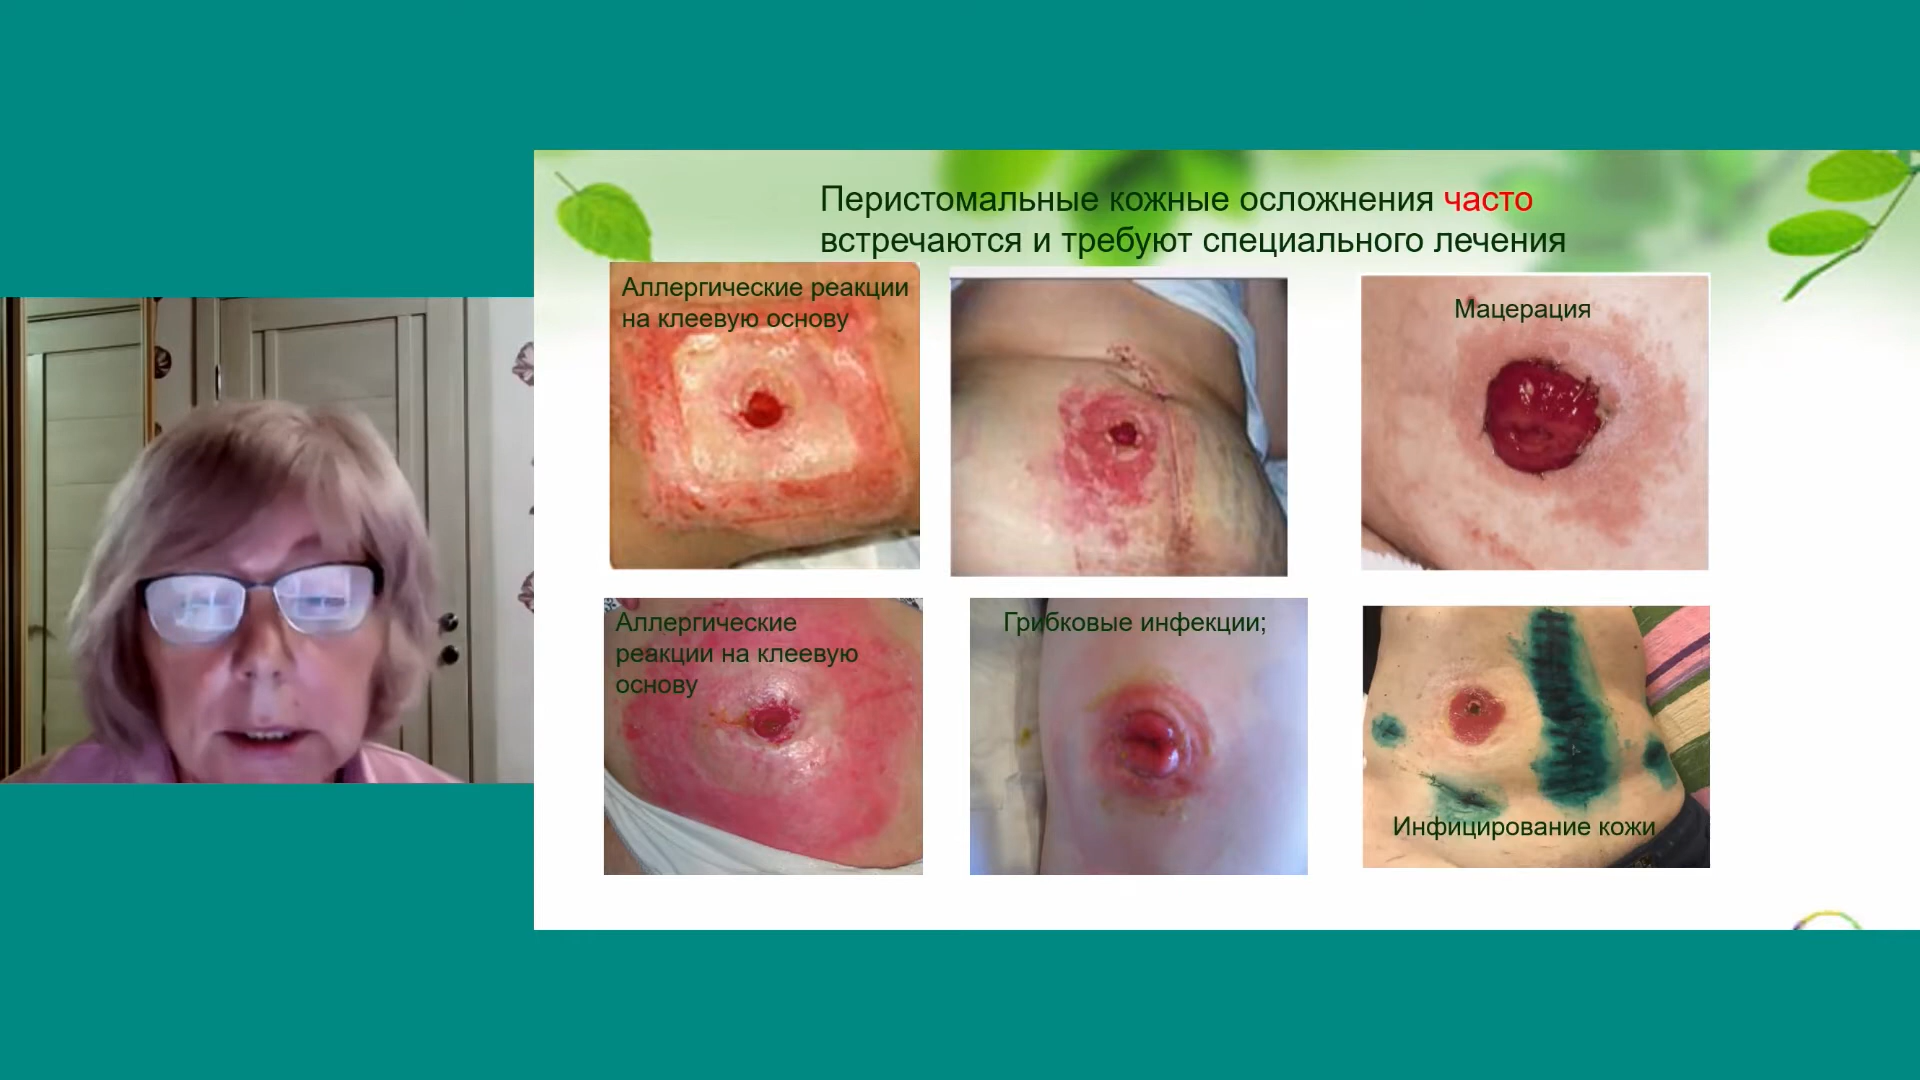 Перистомальные кожные осложнения часто
встречаются и требуют специального лечения
Аллергические реакции
на клеевую основу
Мацерация
Аллергические
реакции на клеевую
основу
Грибковые инфекции;
Инфицирование кожи